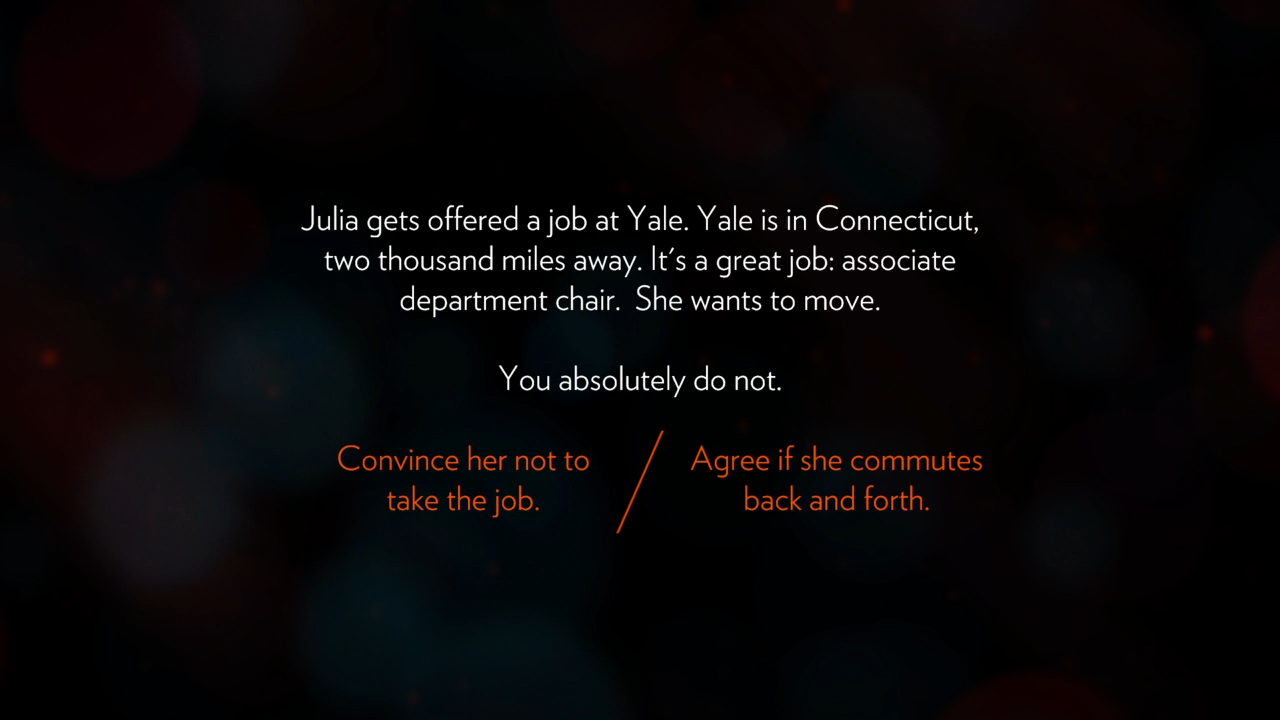 Julia gets offered a job at Yale. Yale is in Connecticut,
two thousand miles away. It's a great job: associate
department chair.  She wants to move.
You absolutely do not.
Convince her not to
take the job.
Agree if she commutes
back and forth.